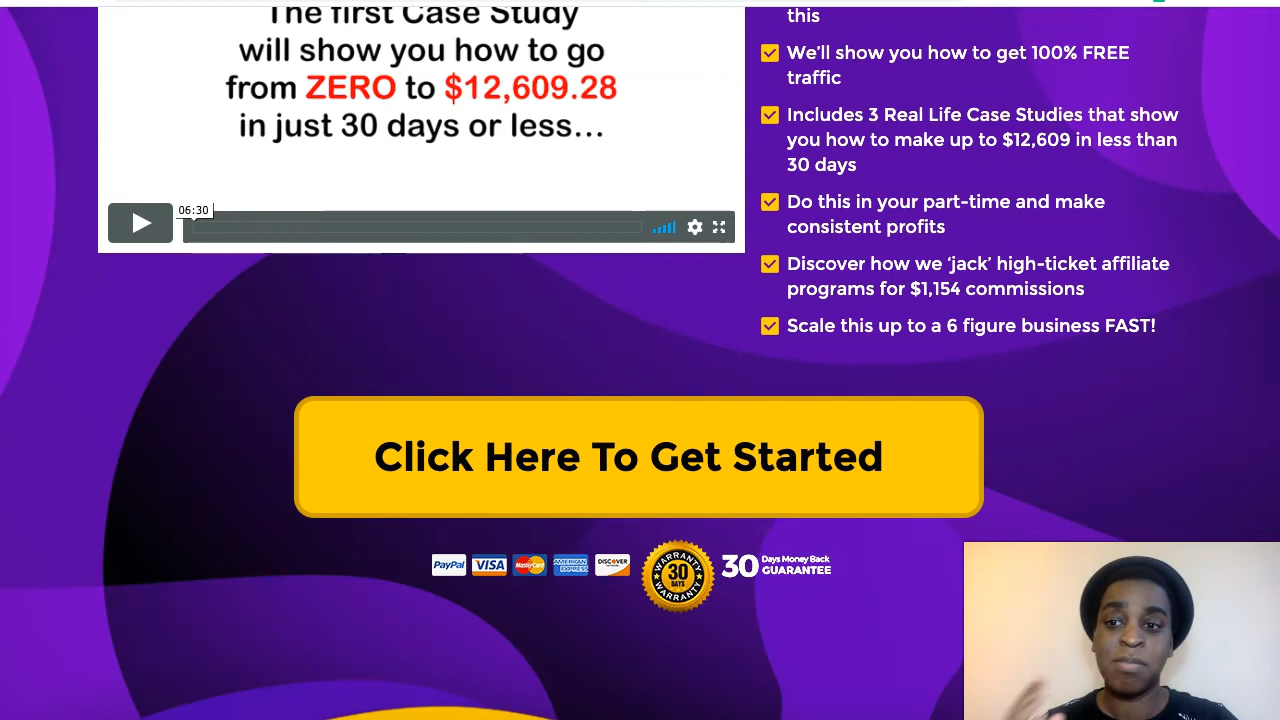 The first Case Study
will show you how to go
from ZERO to $12,609.28
in just 30 days or less...
06:30
this
We'll show you how to get 100% FREE
traffic
Includes 3 Real Life Case Studies that show
you how to make up to $12,609 in less than
30 days
Do this in your part-time and make
consistent profits
Discover how we ‘jack’ high-ticket affiliate
programs for $1,154 commissions
Scale this up to a 6 figure business FAST!
Click Here To Get Started
PayPal
VISA
MasterCard
AMERICAN
EXPRESS
DISCOVER
WARRANTY
30
DAYS
WARRANTY
30 Days Money Back
GUARANTEE